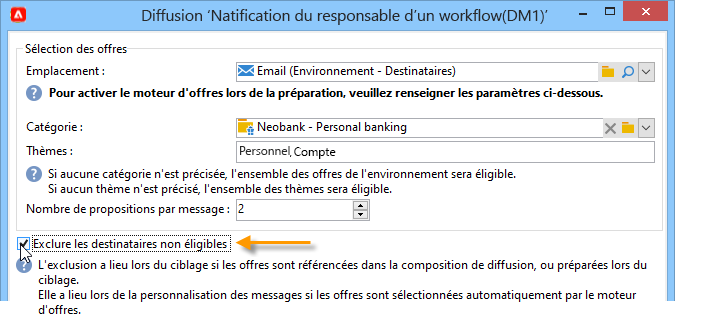 Diffusion ‘Natification du responsable d’un workflow(DM1)’
Sélection des offres
Emplacement :
Email (Environnement - Destinataires)
Pour activer le moteur d'offres lors de la préparation, veuillez renseigner les paramètres ci-dessous.
Catégorie :
Neobank - Personal banking
Thèmes :
Personnel, Compte
Si aucune catégorie n'est précisée, l'ensemble des offres de l'environnement sera éligible.
Si aucun thème n'est précisé, l'ensemble des thèmes sera éligible.
Nombre de propositions par message :
2
Exclure les destinataires non éligibles
L'exclusion a lieu lors du ciblage si les offres sont référencées dans la composition de diffusion, ou préparées lors du
ciblage.
Elle a lieu lors de la personnalisation des messages si les offres sont sélectionnées automatiquement par le moteur
d'offres.